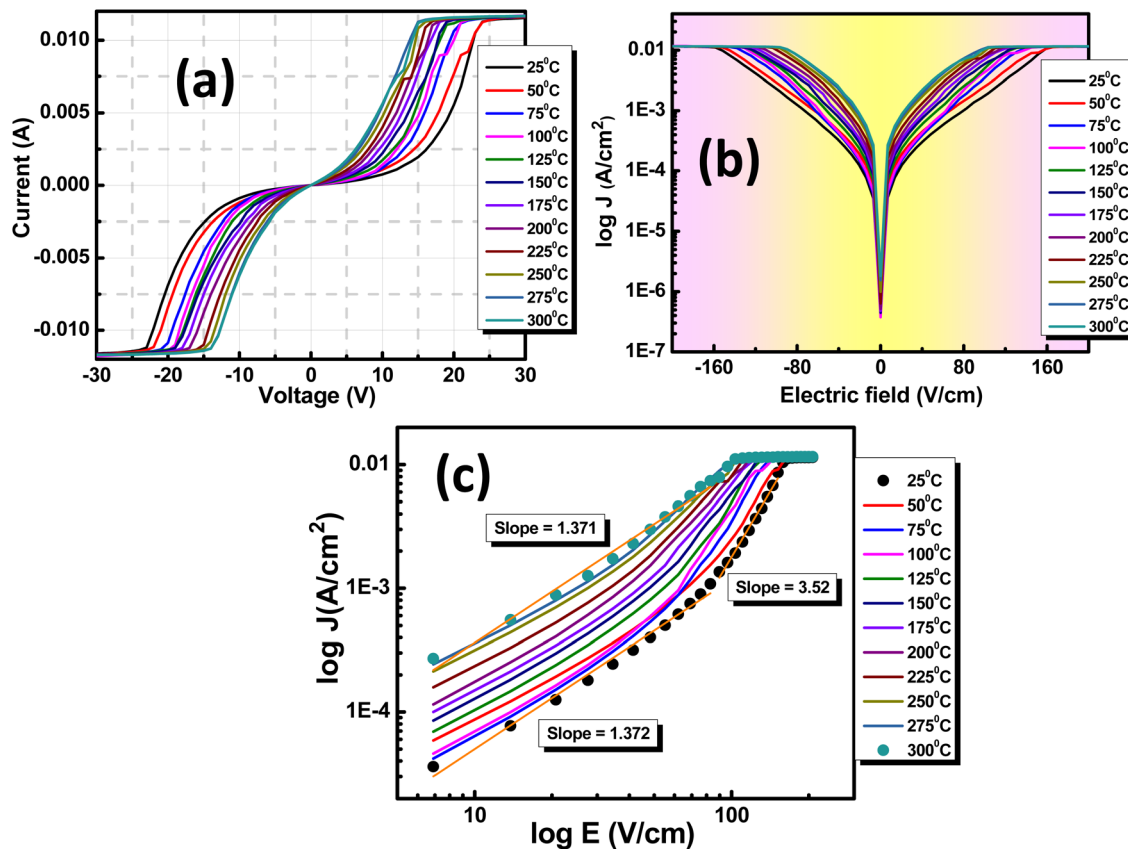 (a)
Current (A)
0.010
0.005
0.000
-0.005
-0.010
-30 -20 -10 0 10 20 30
Voltage (V)
25⁰C
50⁰C
75⁰C
100⁰C
125⁰C
150⁰C
175⁰C
200⁰C
225⁰C
250⁰C
275⁰C
300⁰C
(b)
log J (A/cm²)
0.01
1E-3
1E-4
1E-5
1E-6
1E-7
-160 -80 0 80 160
Electric field (V/cm)
25⁰C
50⁰C
75⁰C
100⁰C
125⁰C
150⁰C
175⁰C
200⁰C
225⁰C
250⁰C
275⁰C
300⁰C
(c)
log J(A/cm²)
0.01
1E-3
1E-4
Slope = 1.371
Slope = 3.52
Slope = 1.372
10 100
log E (V/cm)
25⁰C
50⁰C
75⁰C
100⁰C
125⁰C
150⁰C
175⁰C
200⁰C
225⁰C
250⁰C
275⁰C
300⁰C